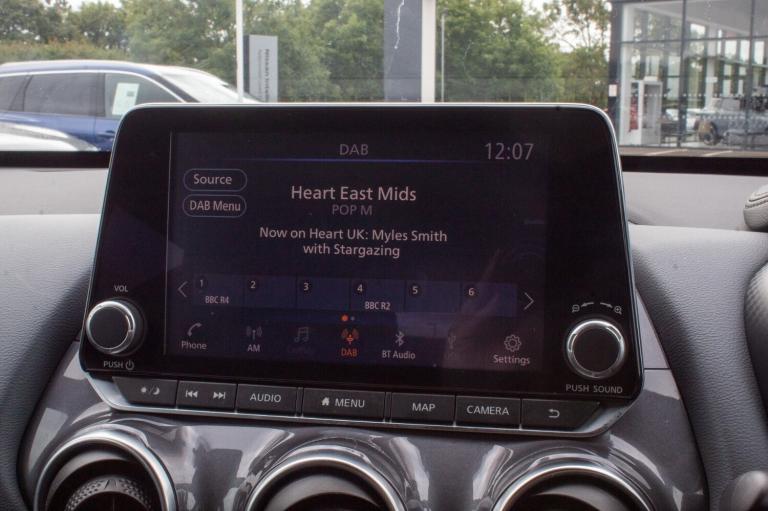 DAB
12:07
Source
DAB Menu
Heart East Mids
POP M
Now on Heart UK: Myles Smith
with Stargazing
1 2 3 4 5 6
BBC R4 BBC R2
Phone AM DAB BT Audio Settings
VOL
PUSH
PUSH SOUND
AUDIO MENU MAP CAMERA